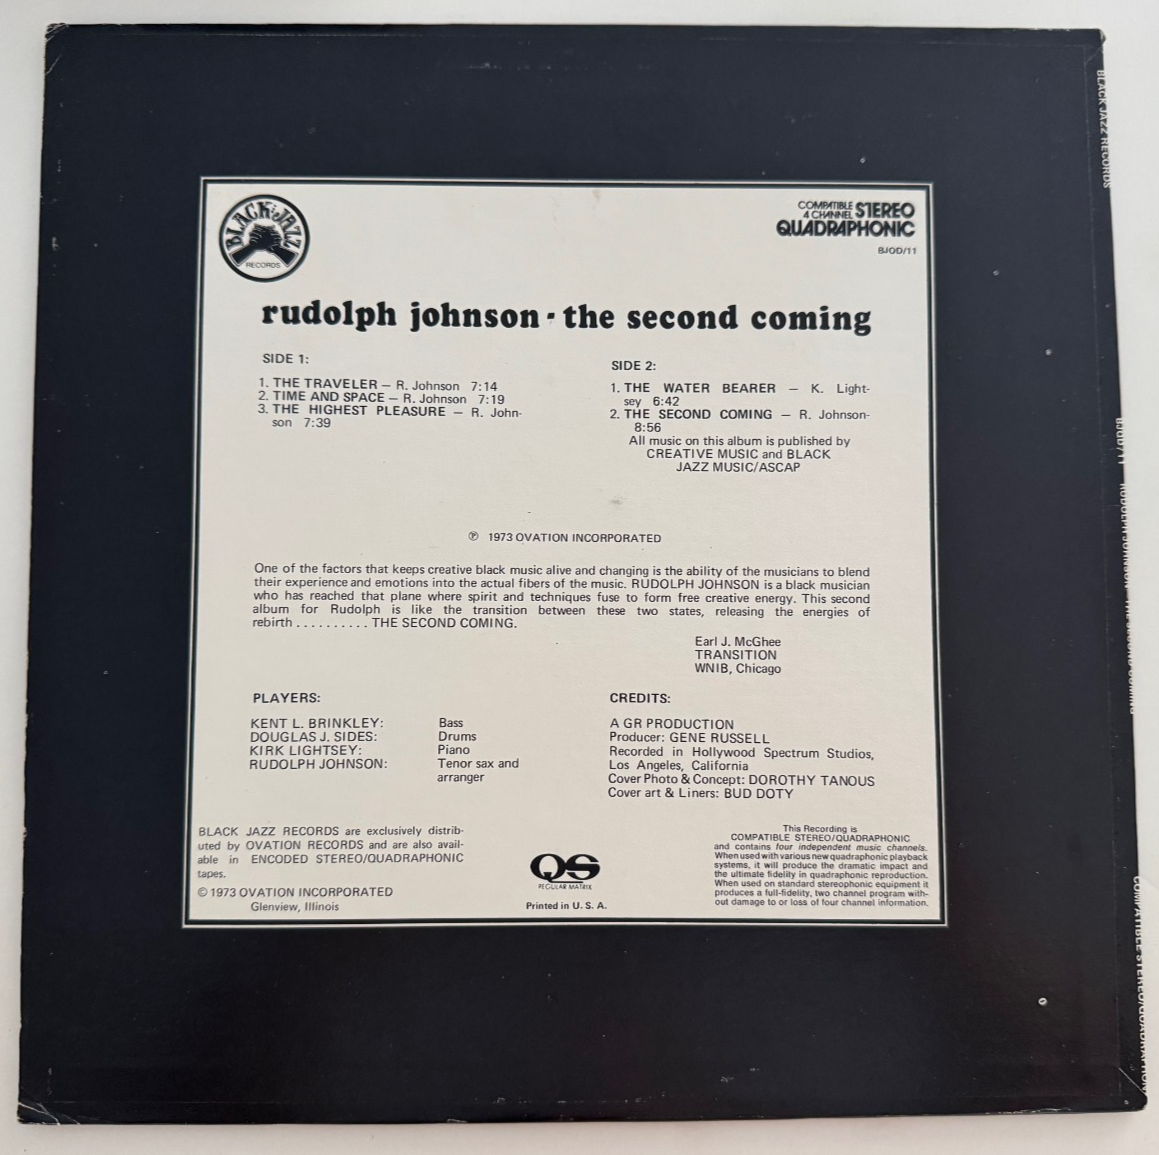 BLACK JAZZ
RECORDS
COMPATIBLE
4 CHANNEL STEREO
QUADRAPHONIC
BJQD/11
rudolph johnson · the second coming
SIDE 1:
1. THE TRAVELER — R. Johnson 7:14
2. TIME AND SPACE — R. Johnson 7:19
3. THE HIGHEST PLEASURE — R. John-
son 7:39
SIDE 2:
1. THE WATER BEARER — K. Light-
sey 6:42
2. THE SECOND COMING — R. Johnson-
8:56
All music on this album is published by
CREATIVE MUSIC and BLACK
JAZZ MUSIC/ASCAP
℗ 1973 OVATION INCORPORATED
One of the factors that keeps creative black music alive and changing is the ability of the musicians to blend
their experience and emotions into the actual fibers of the music. RUDOLPH JOHNSON is a black musician
who has reached that plane where spirit and techniques fuse to form free creative energy. This second
album for Rudolph is like the transition between these two states, releasing the energies of
rebirth . . . . . . . . . . THE SECOND COMING.
Earl J. McGhee
TRANSITION
WNIB, Chicago
PLAYERS:
KENT L. BRINKLEY: Bass
DOUGLAS J. SIDES: Drums
KIRK LIGHTSEY: Piano
RUDOLPH JOHNSON: Tenor sax and
arranger
CREDITS:
A GR PRODUCTION
Producer: GENE RUSSELL
Recorded in Hollywood Spectrum Studios,
Los Angeles, California
Cover Photo & Concept: DOROTHY TANOUS
Cover art & Liners: BUD DOTY
BLACK JAZZ RECORDS are exclusively distrib-
uted by OVATION RECORDS and are also avail-
able in ENCODED STEREO/QUADRAPHONIC
tapes.
© 1973 OVATION INCORPORATED
Glenview, Illinois
QS
REGULAR MATRIX
Printed in U. S. A.
This Recording is
COMPATIBLE STEREO/QUADRAPHONIC
and contains four independent music channels.
When used with various new quadraphonic playback
systems, it will produce the dramatic impact and
the ultimate fidelity in quadraphonic reproduction.
When used on standard stereophonic equipment it
produces a full-fidelity, two channel program with-
out damage to or loss of four channel information.
BLACK JAZZ RECORDS
BJQD/11 RUDOLPH JOHNSON - THE SECOND COMING
COMPATIBLE STEREO/QUADRAPHONIC